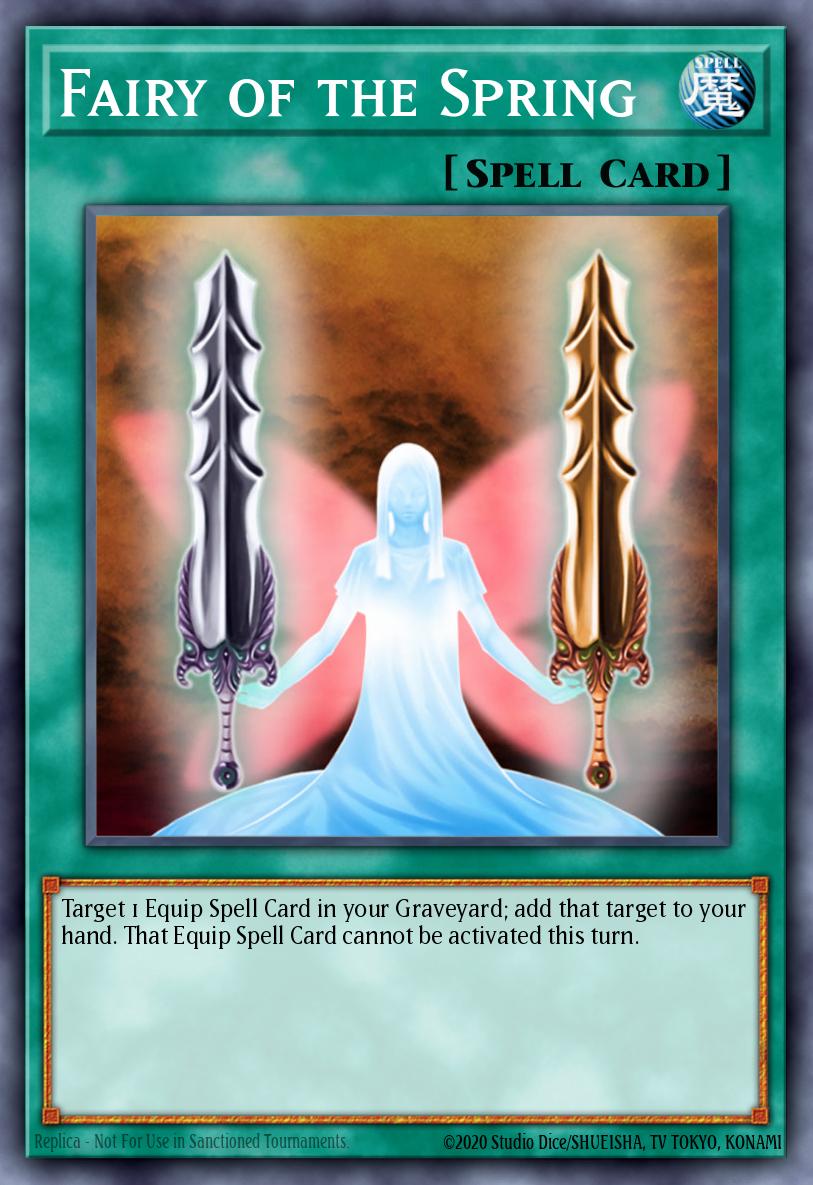 Fairy of the Spring
SPELL
魔
[Spell Card]
Target 1 Equip Spell Card in your Graveyard; add that target to your
hand. That Equip Spell Card cannot be activated this turn.
Replica - Not For Use in Sanctioned Tournaments.
©2020 Studio Dice/SHUEISHA, TV TOKYO, KONAMI